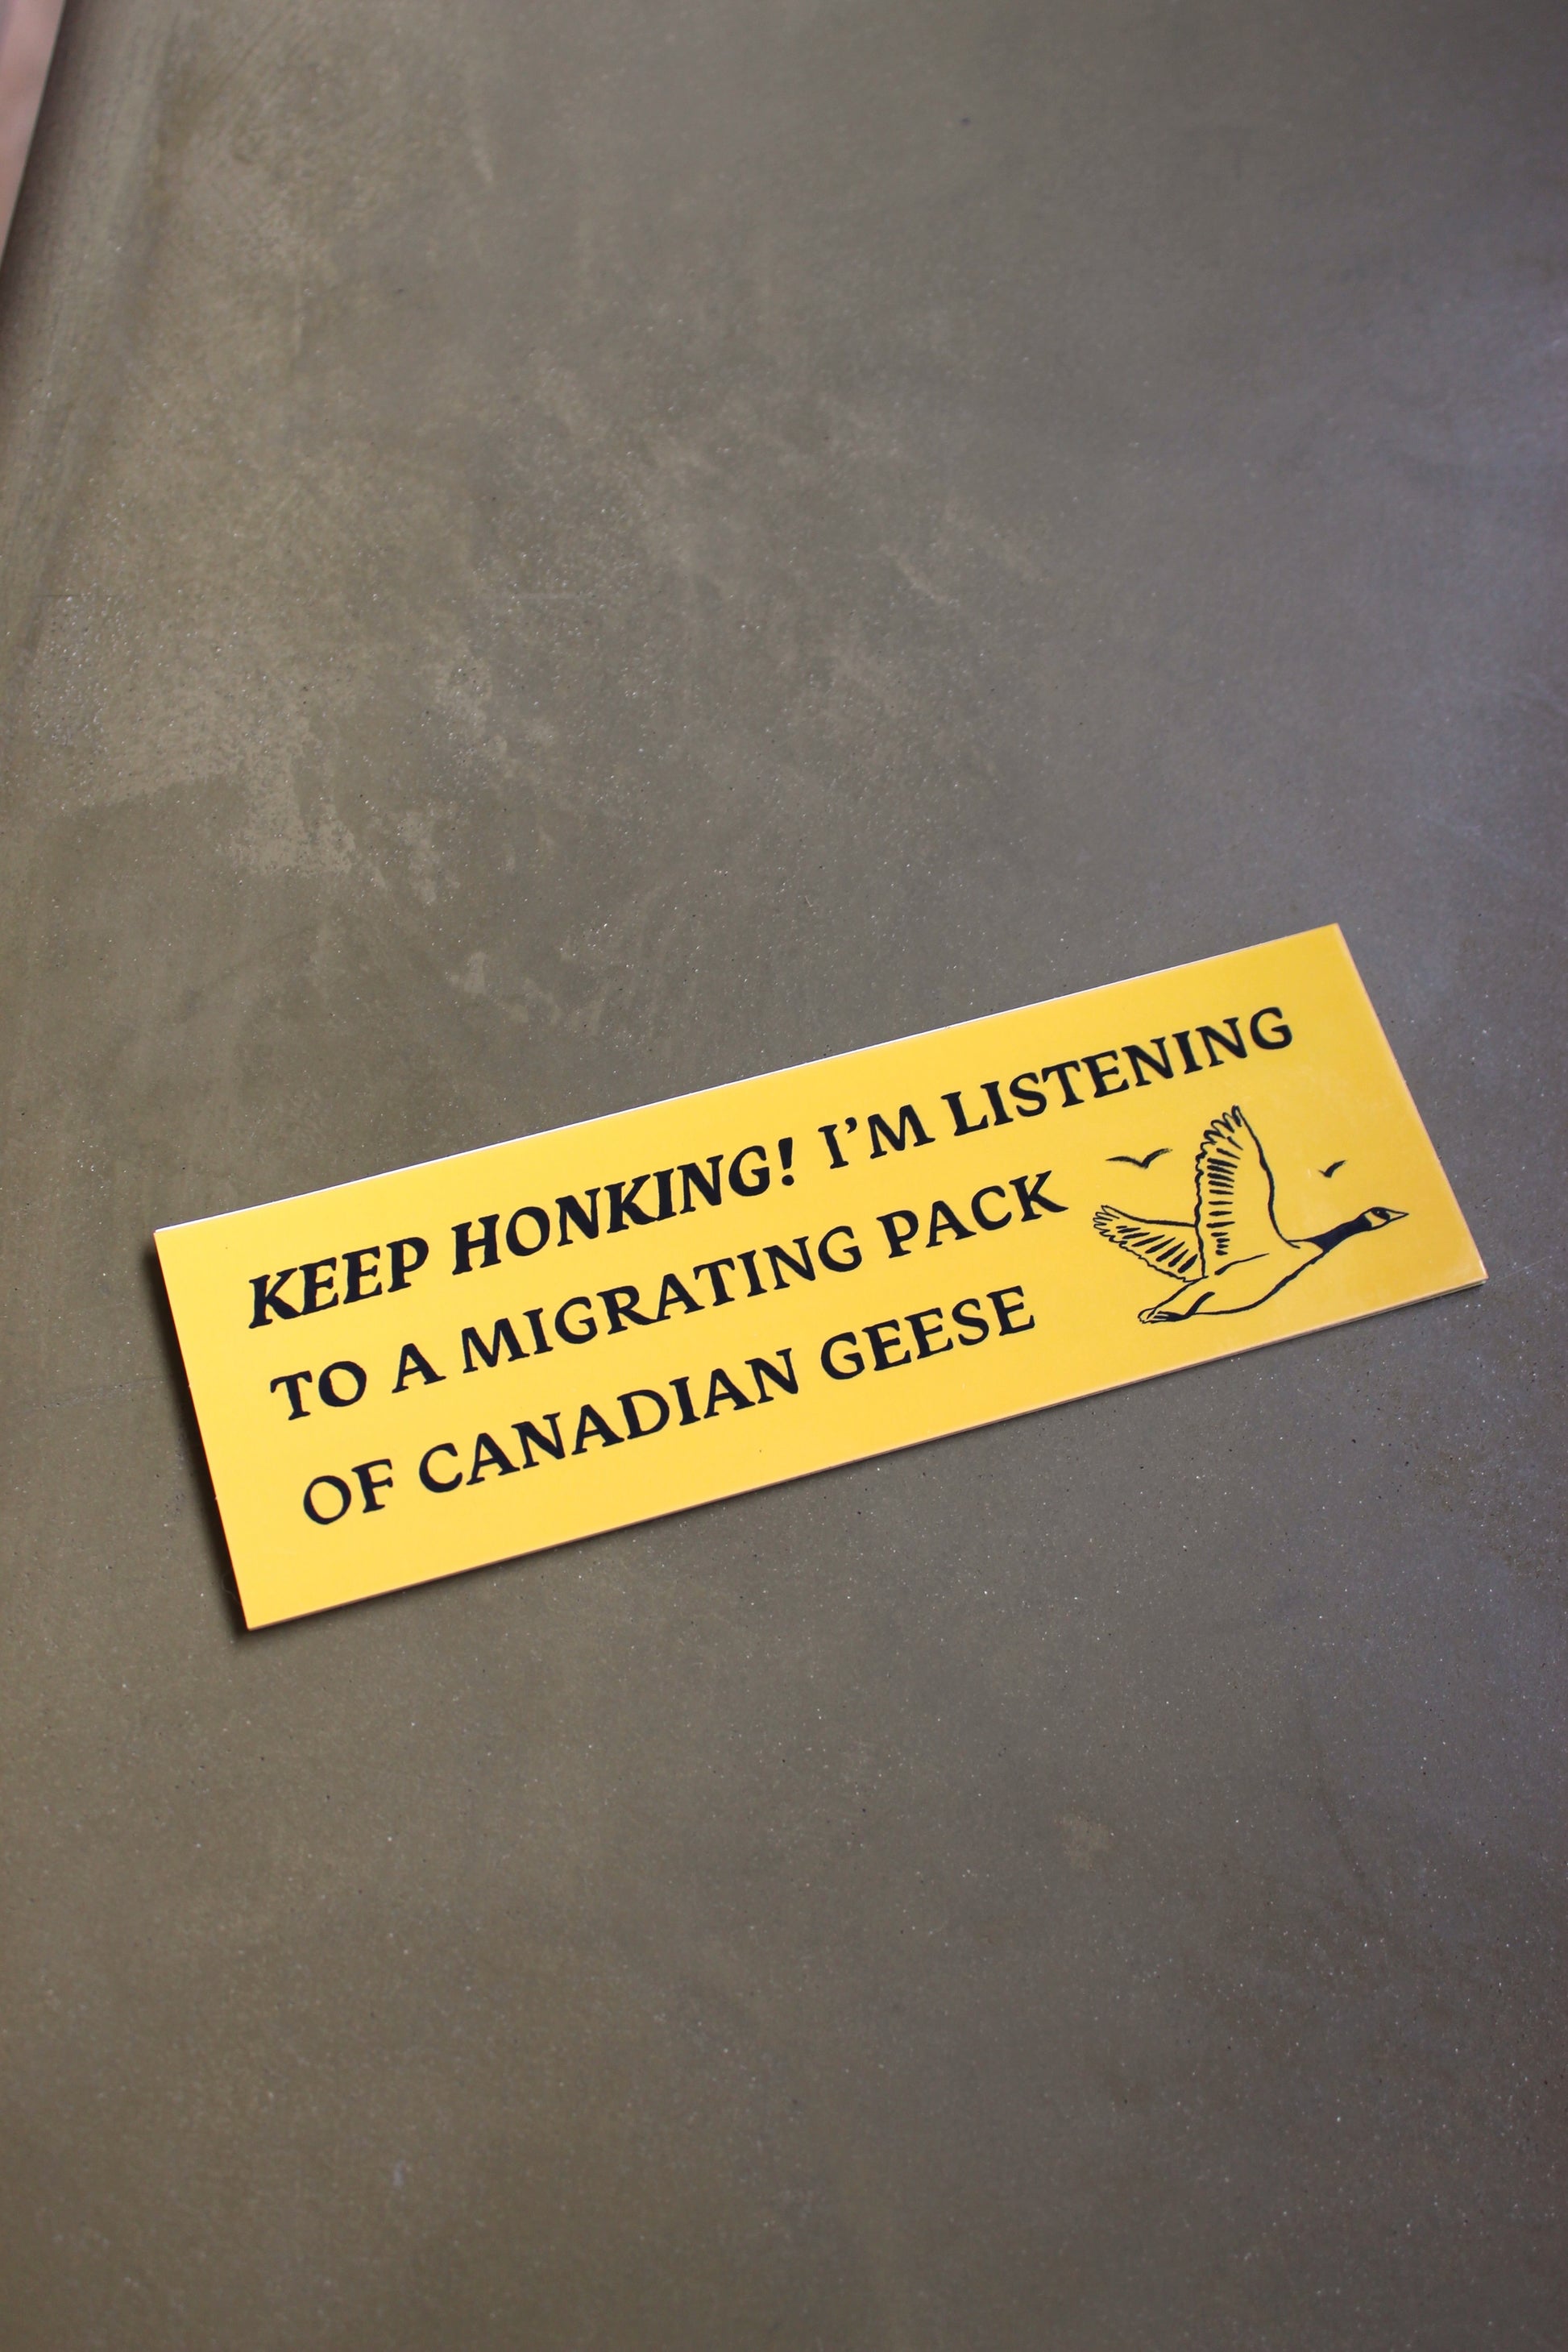 KEEP HONKING! I'M LISTENING
TO A MIGRATING PACK
OF CANADIAN GEESE